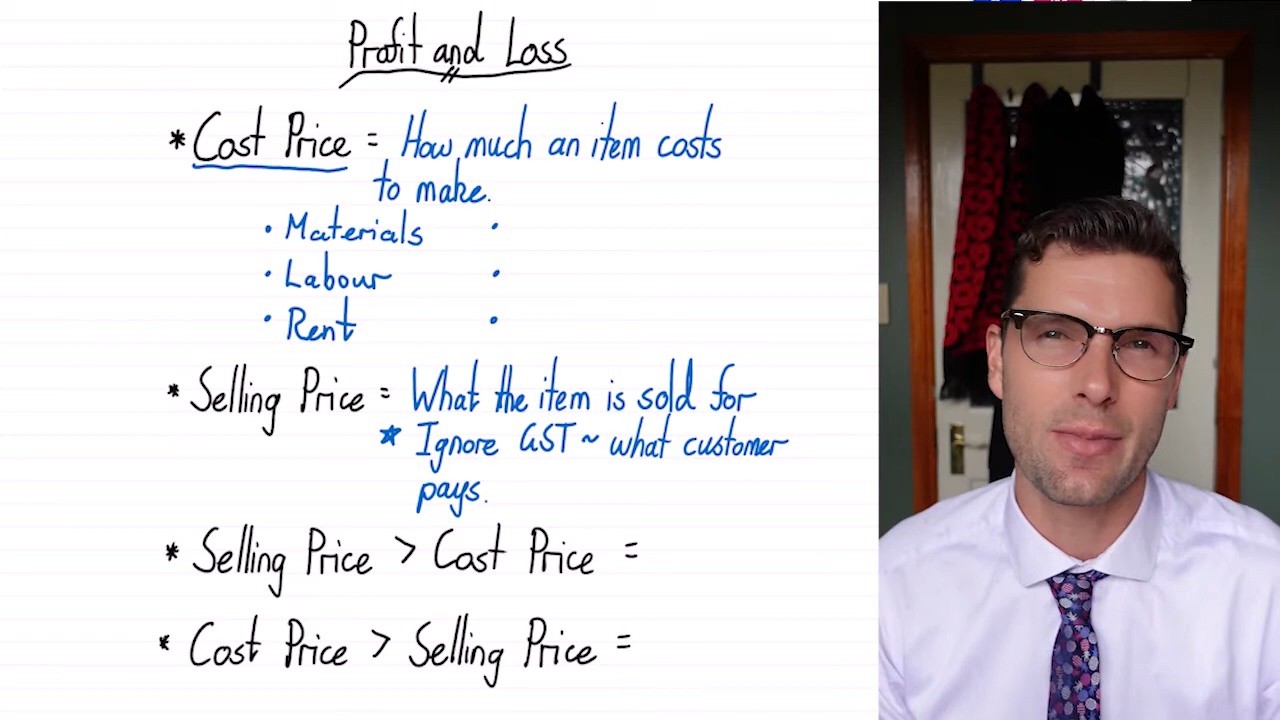 Profit and Loss
* Cost Price = How much an item costs
to make.
• Materials •
• Labour •
• Rent •
* Selling Price = What the item is sold for
* Ignore GST ~ what customer
pays.
* Selling Price > Cost Price =
* Cost Price > Selling Price =